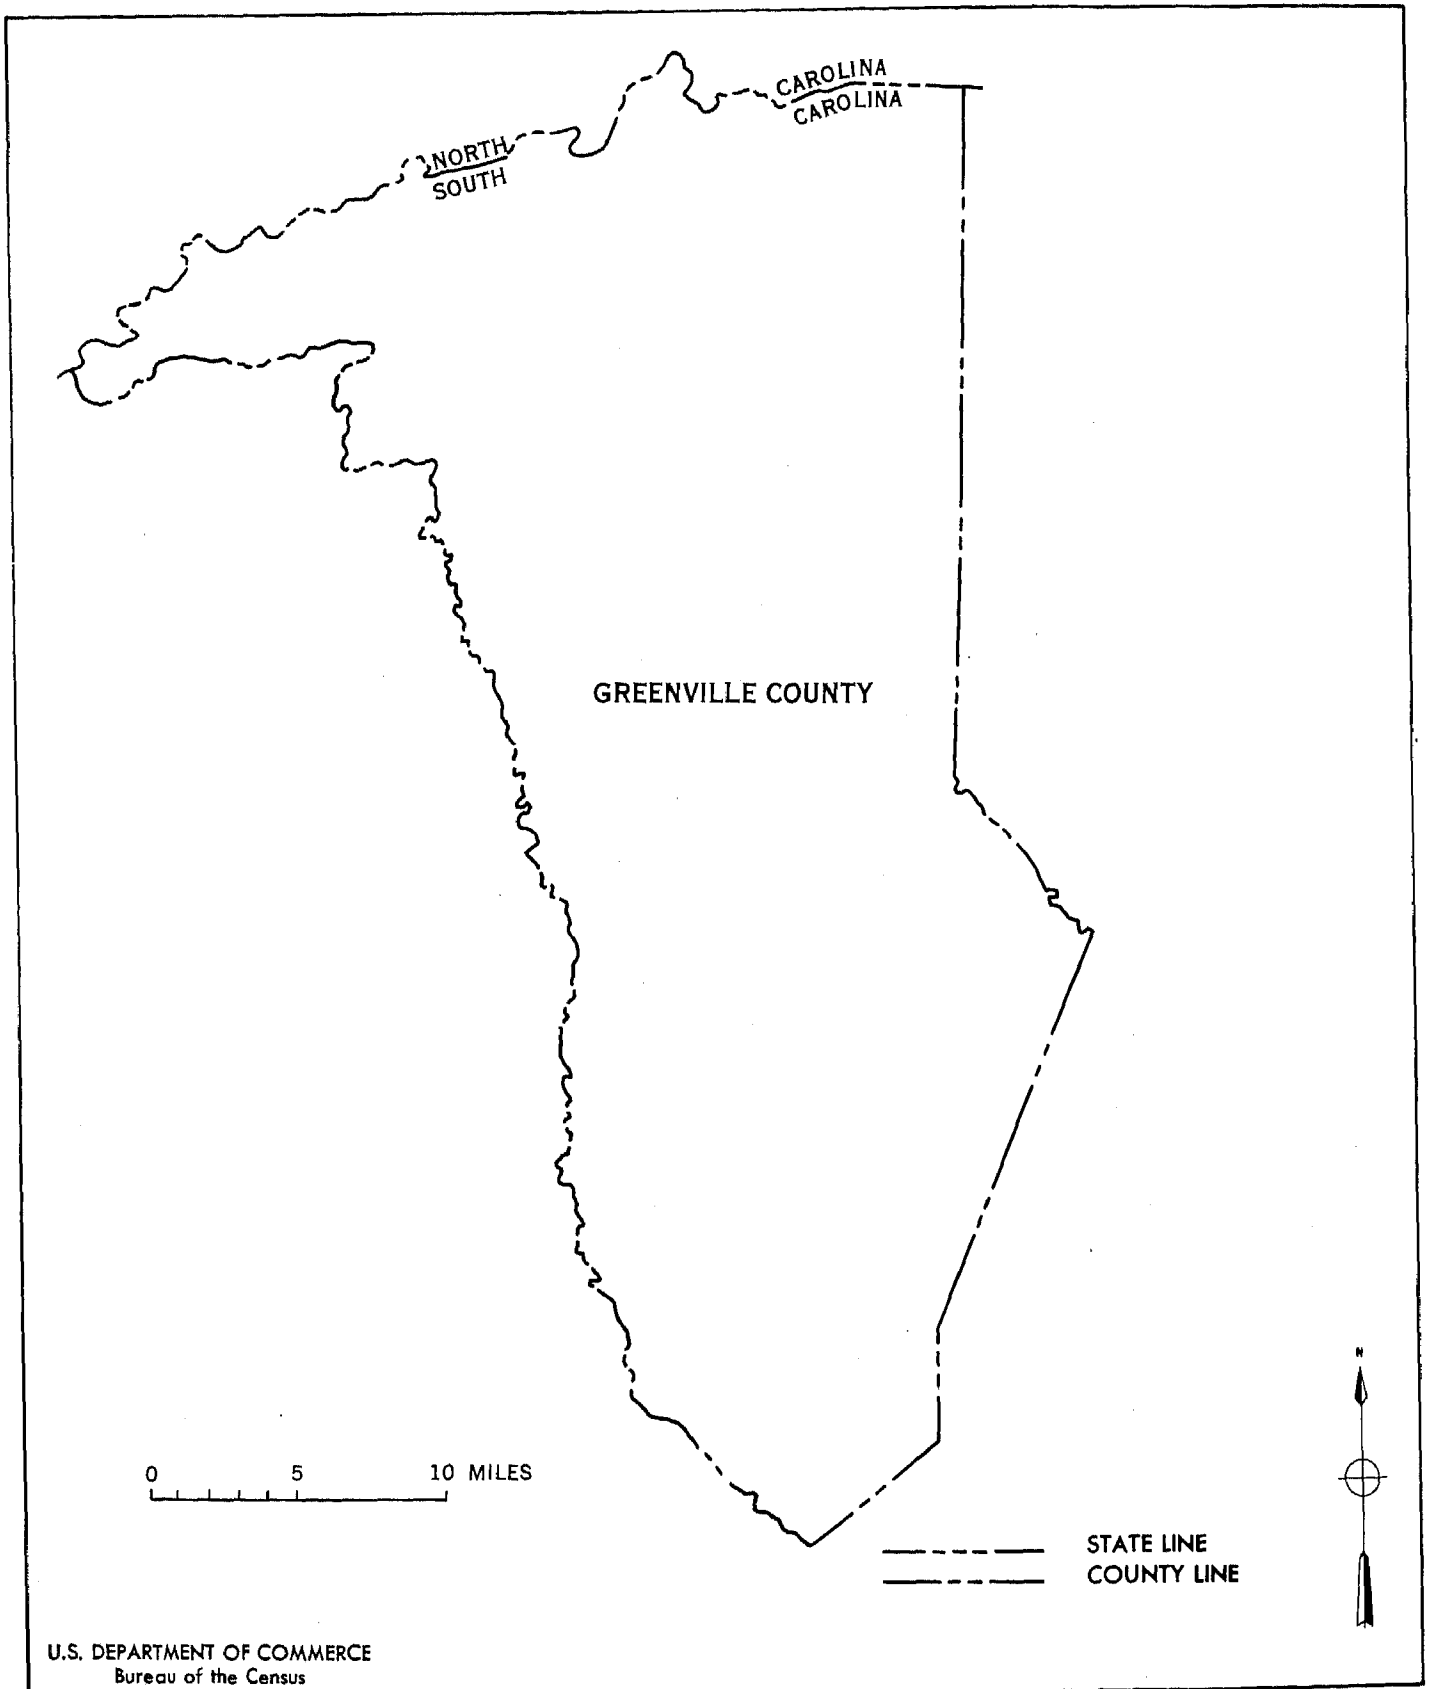 CAROLINA
CAROLINA
NORTH
SOUTH
GREENVILLE COUNTY
N
0 5 10 MILES
STATE LINE
COUNTY LINE
U.S. DEPARTMENT OF COMMERCE
Bureau of the Census